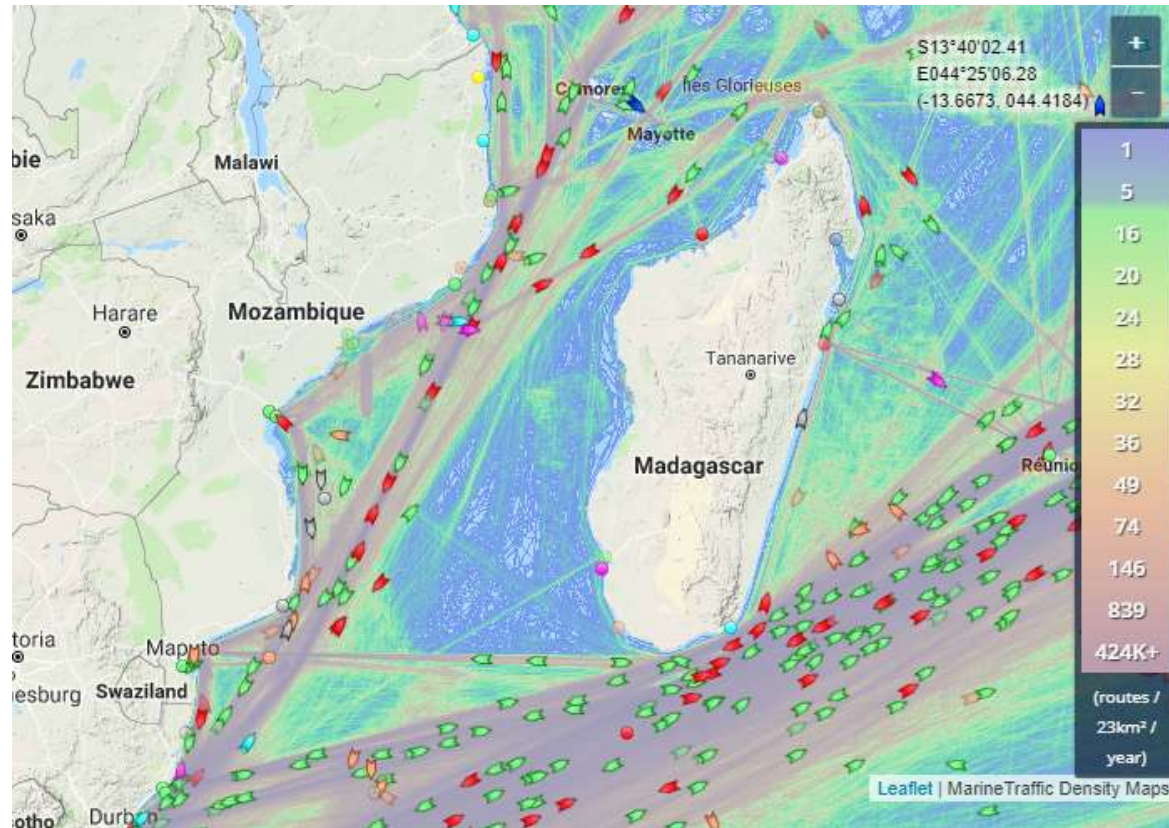 S13°40'02.41
E044°25'06.28
(-13.6673, 044.4184)
+
−
Comores
Îles Glorieuses
Mayotte
bie
Malawi
saka
Harare
Mozambique
Zimbabwe
Tananarive
Madagascar
Réunio
toria
Maputo
nesburg
Swaziland
otho
Durban
1
5
16
20
24
28
32
36
49
74
146
839
424K+
(routes /
23km² /
year)
Leaflet | MarineTraffic Density Maps